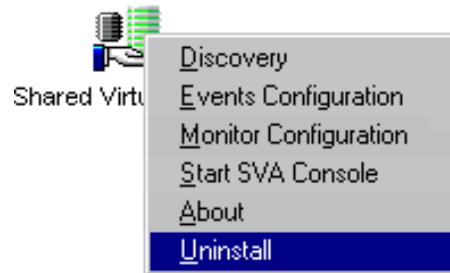 Shared Virtu
Discovery
Events Configuration
Monitor Configuration
Start SVA Console
About
Uninstall